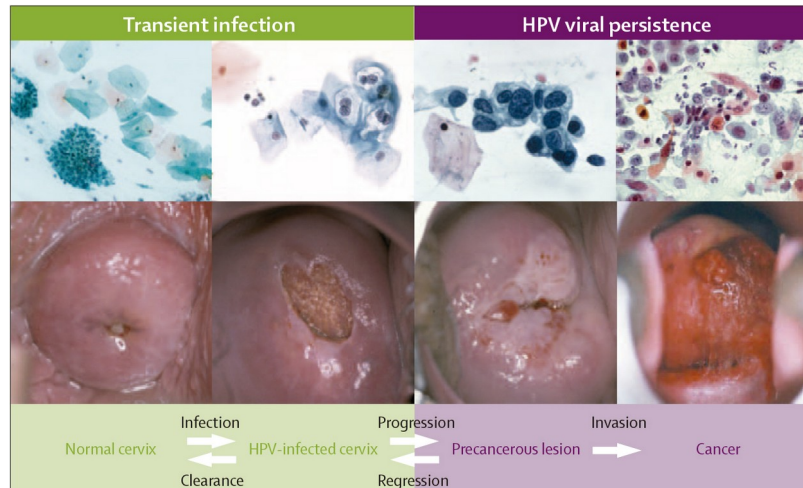 Transient infection
HPV viral persistence
Infection
Progression
Invasion
Normal cervix
HPV-infected cervix
Precancerous lesion
Cancer
Clearance
Regression